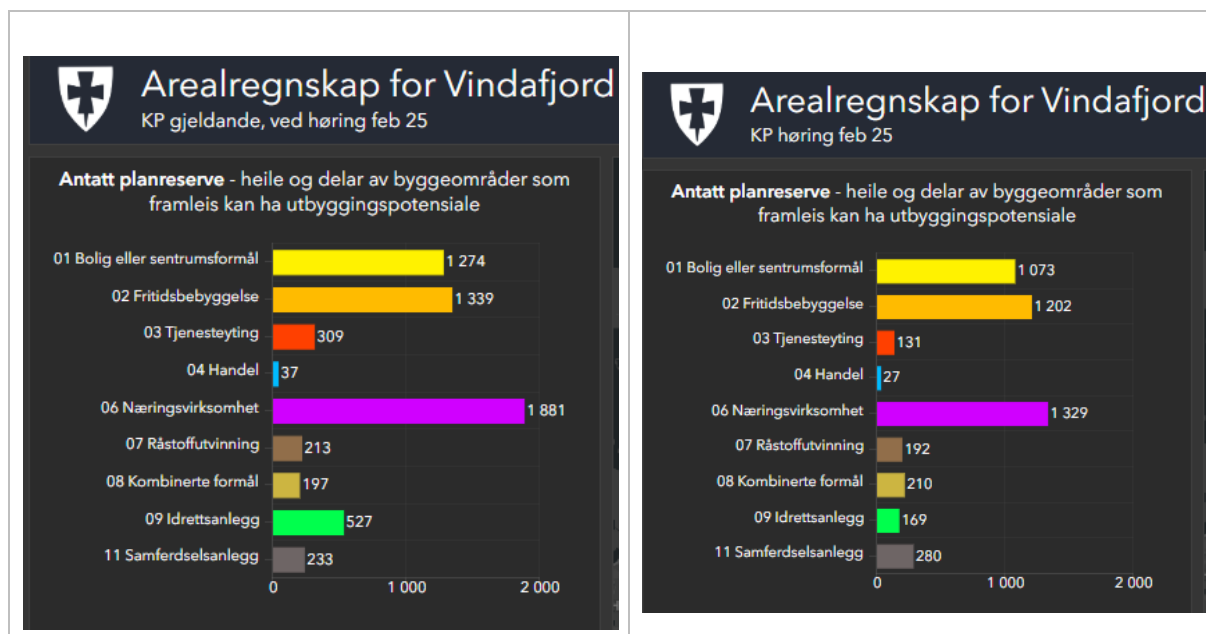 Arealregnskap for Vindafjord
KP gjeldande, ved høring feb 25
Antatt planreserve - heile og delar av byggeområder som
framleis kan ha utbyggingspotensiale
01 Bolig eller sentrumsformål 1 274
02 Fritidsbebyggelse 1 339
03 Tjenesteyting 309
04 Handel 37
06 Næringsvirksomhet 1 881
07 Råstoffutvinning 213
08 Kombinerte formål 197
09 Idrettsanlegg 527
11 Samferdselsanlegg 233
0 1 000 2 000
Arealregnskap for Vindafjord
KP høring feb 25
Antatt planreserve - heile og delar av byggeområder som
framleis kan ha utbyggingspotensiale
01 Bolig eller sentrumsformål 1 073
02 Fritidsbebyggelse 1 202
03 Tjenesteyting 131
04 Handel 27
06 Næringsvirksomhet 1 329
07 Råstoffutvinning 192
08 Kombinerte formål 210
09 Idrettsanlegg 169
11 Samferdselsanlegg 280
0 1 000 2 000